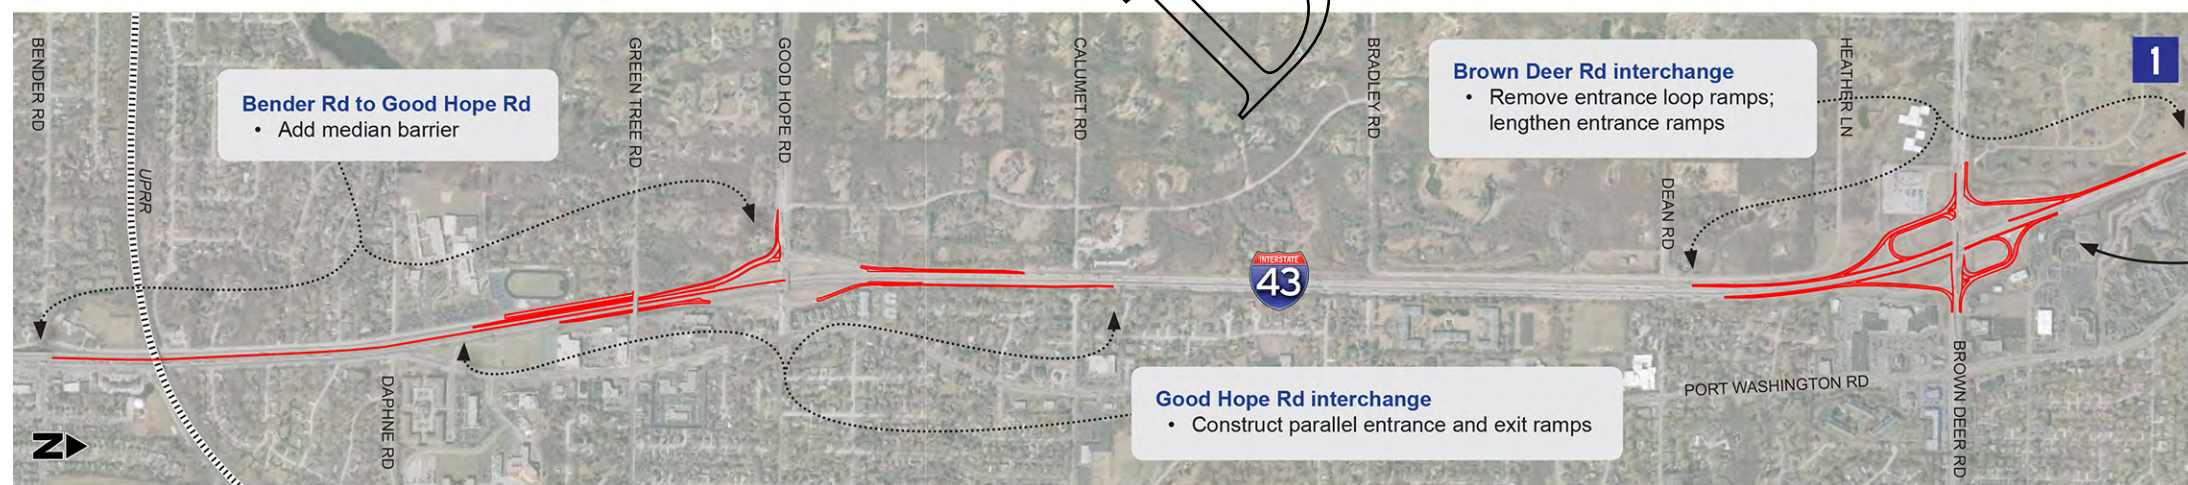 BENDER RD
UPRR
Bender Rd to Good Hope Rd
• Add median barrier
GREEN TREE RD
GOOD HOPE RD
CALUMET RD
BRADLEY RD
Brown Deer Rd interchange
• Remove entrance loop ramps;
lengthen entrance ramps
HEATHER LN
1
DEAN RD
INTERSTATE
43
DAPHNE RD
Good Hope Rd interchange
• Construct parallel entrance and exit ramps
PORT WASHINGTON RD
BROWN DEER RD
N